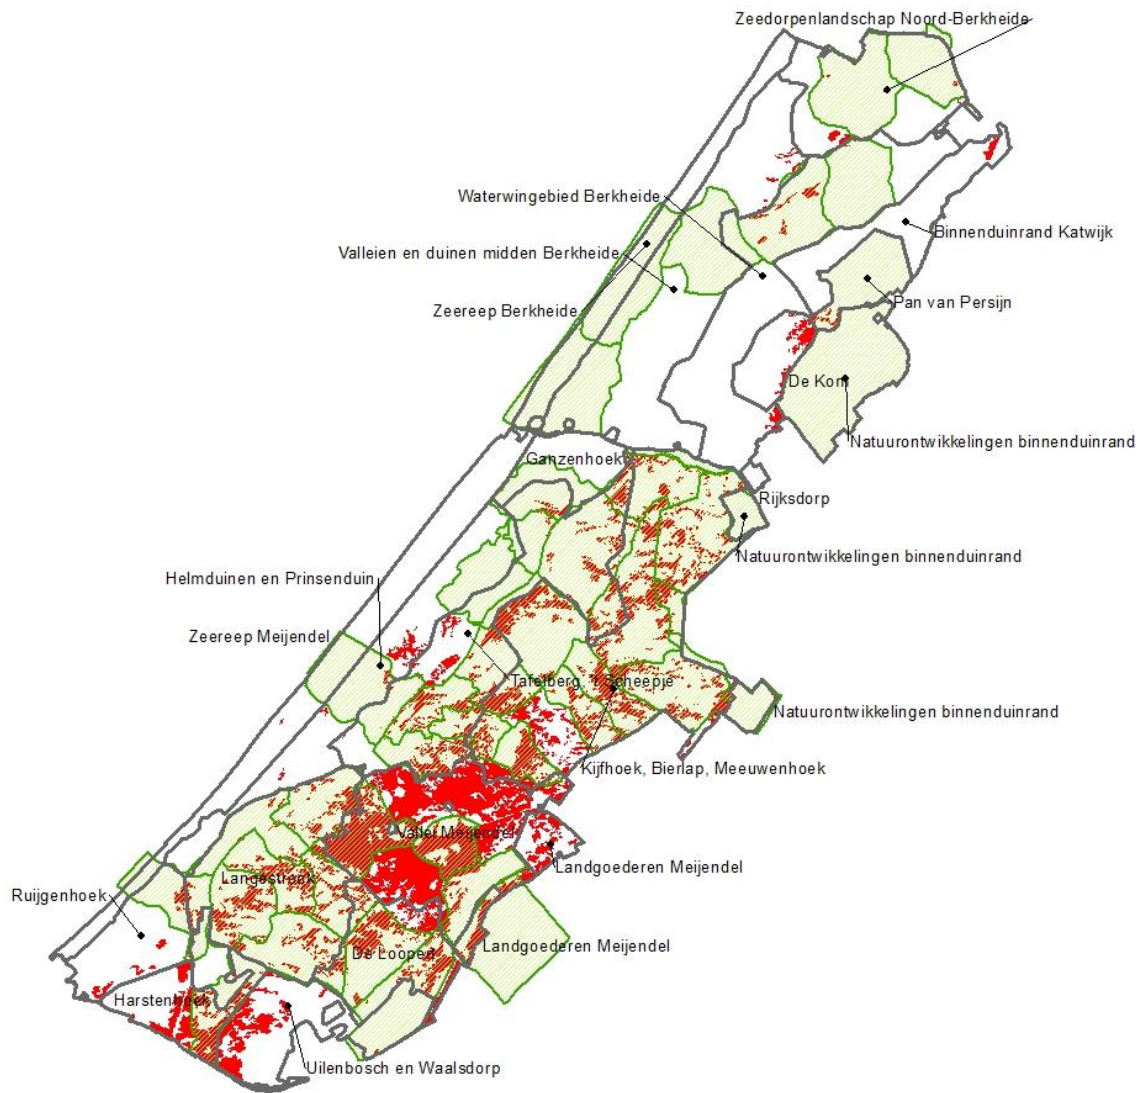 Zeedorpenlandschap Noord-Berkheide
Waterwingebied Berkheide
Binnenduinrand Katwijk
Valleien en duinen midden Berkheide
Pan van Persijn
Zeereep Berkheide
De Kom
Natuurontwikkelingen binnenduinrand
Ganzenhoek
Rijksdorp
Natuurontwikkelingen binnenduinrand
Helmduinen en Prinsenduin
Zeereep Meijendel
Tafelberg, 't Scheepje
Natuurontwikkelingen binnenduinrand
Kijfhoek, Bierlap, Meeuwenhoek
Vallei Meijendel
Landgoederen Meijendel
Langestrook
Ruijgenhoek
Landgoederen Meijendel
De Loopert
Harstenhoek
Uilenbosch en Waalsdorp